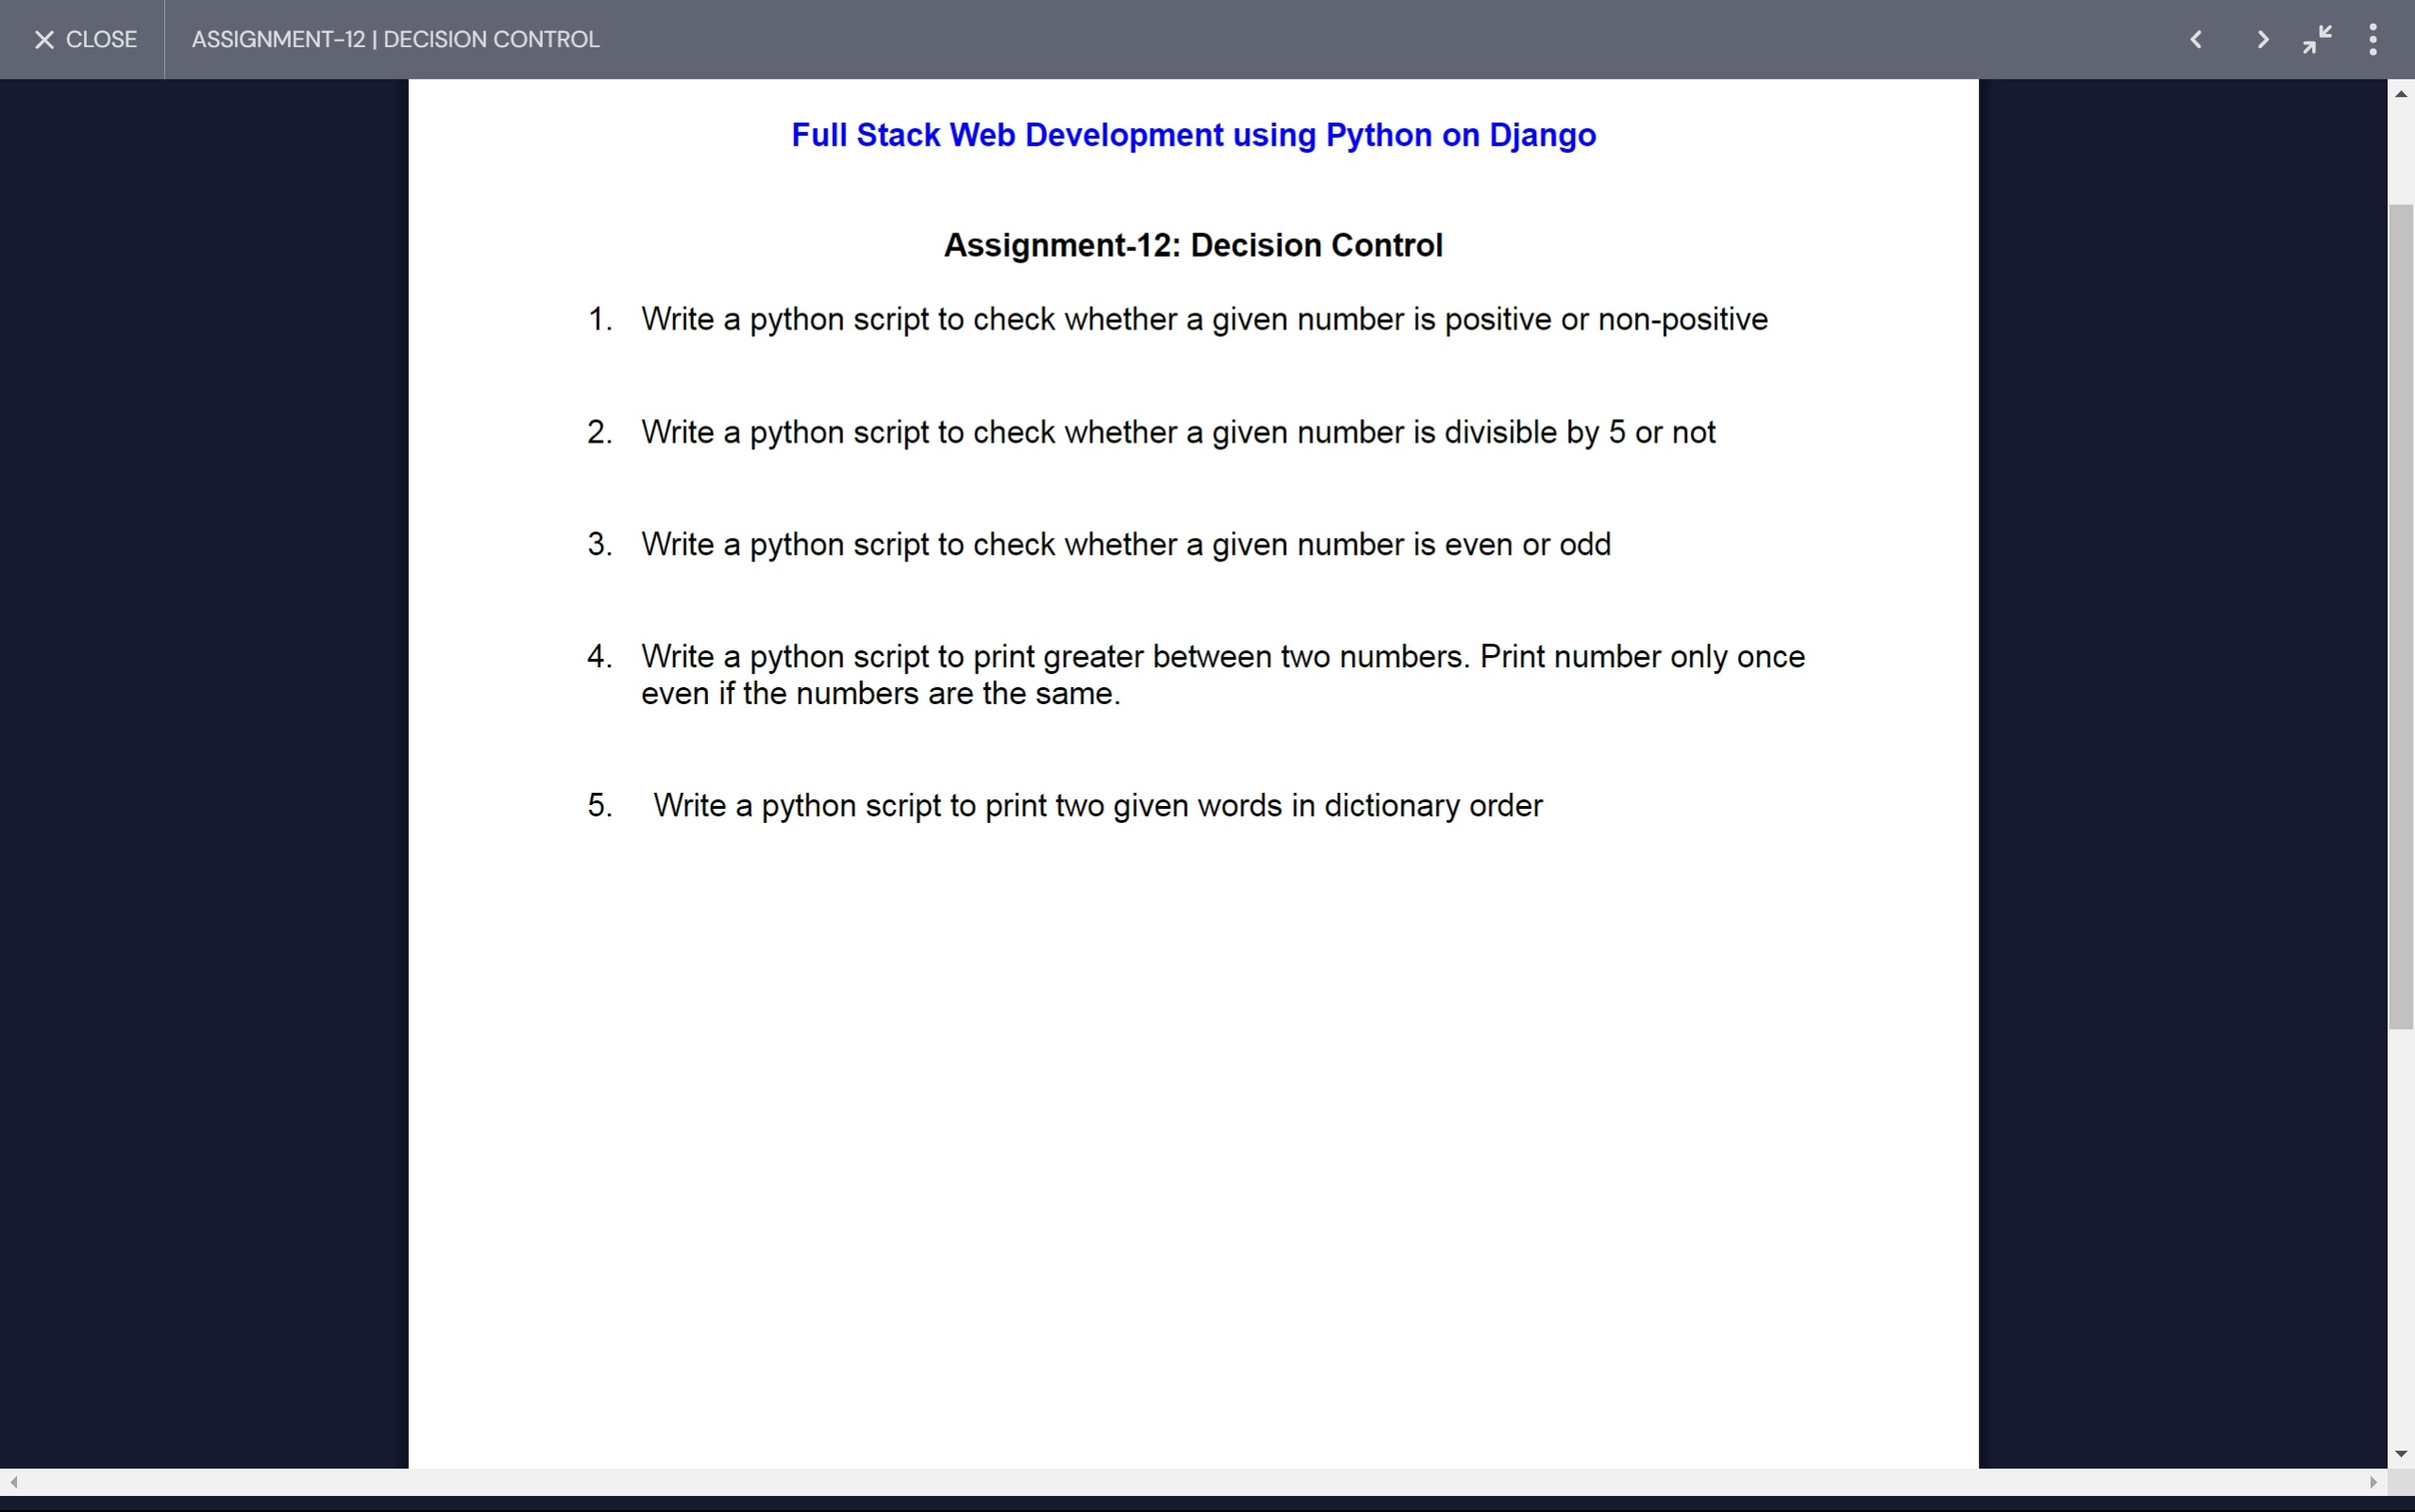 CLOSE
ASSIGNMENT-12 | DECISION CONTROL
Full Stack Web Development using Python on Django
Assignment-12: Decision Control
1. Write a python script to check whether a given number is positive or non-positive
2. Write a python script to check whether a given number is divisible by 5 or not
3. Write a python script to check whether a given number is even or odd
4. Write a python script to print greater between two numbers. Print number only once
even if the numbers are the same.
5. Write a python script to print two given words in dictionary order